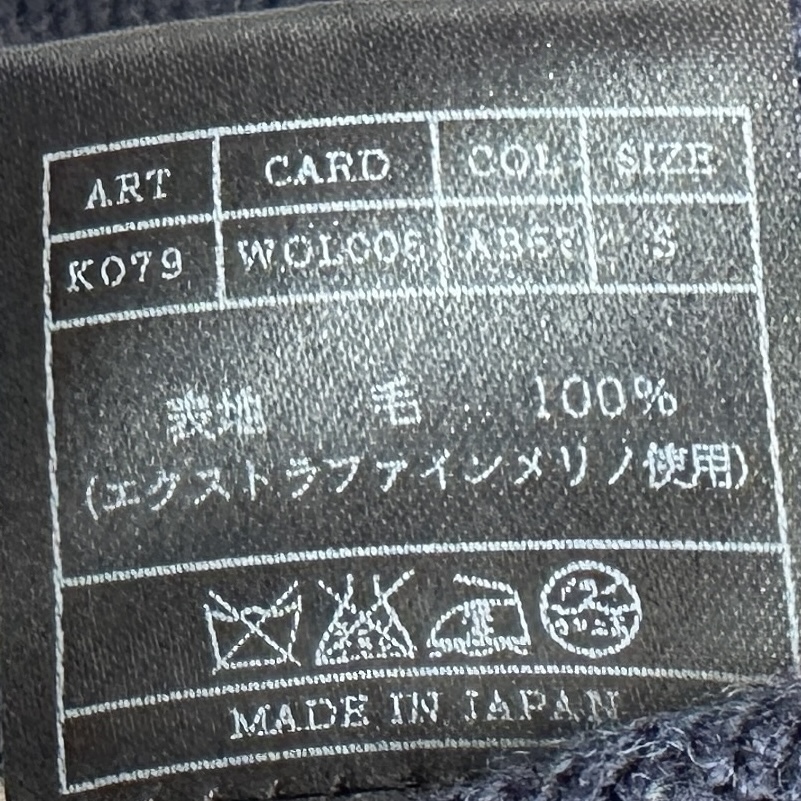 ART CARD COL SIZE
KO79 WOLC06 S
表地 毛 100%
(エクストラファインメリノ使用)
MADE IN JAPAN